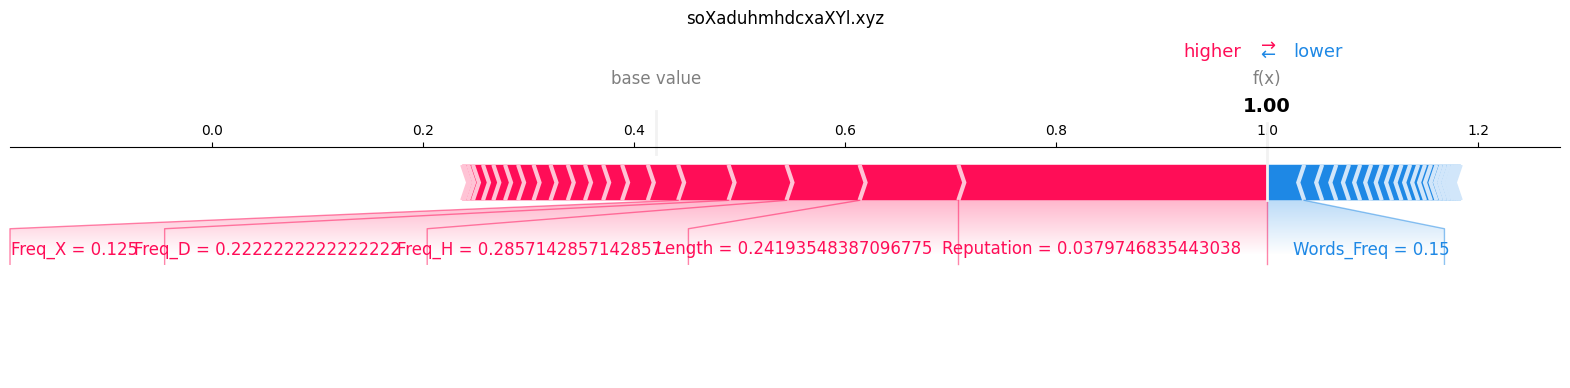 soXaduhmhdcxaXYl.xyz
higher → ← lower
base value f(x)
1.00
0.0 0.2 0.4 0.6 0.8 1.0 1.2
Freq_X = 0.125 Freq_D = 0.2222222222222222 Freq_H = 0.2857142857142857 Length = 0.24193548387096775 Reputation = 0.0379746835443038 Words_Freq = 0.15